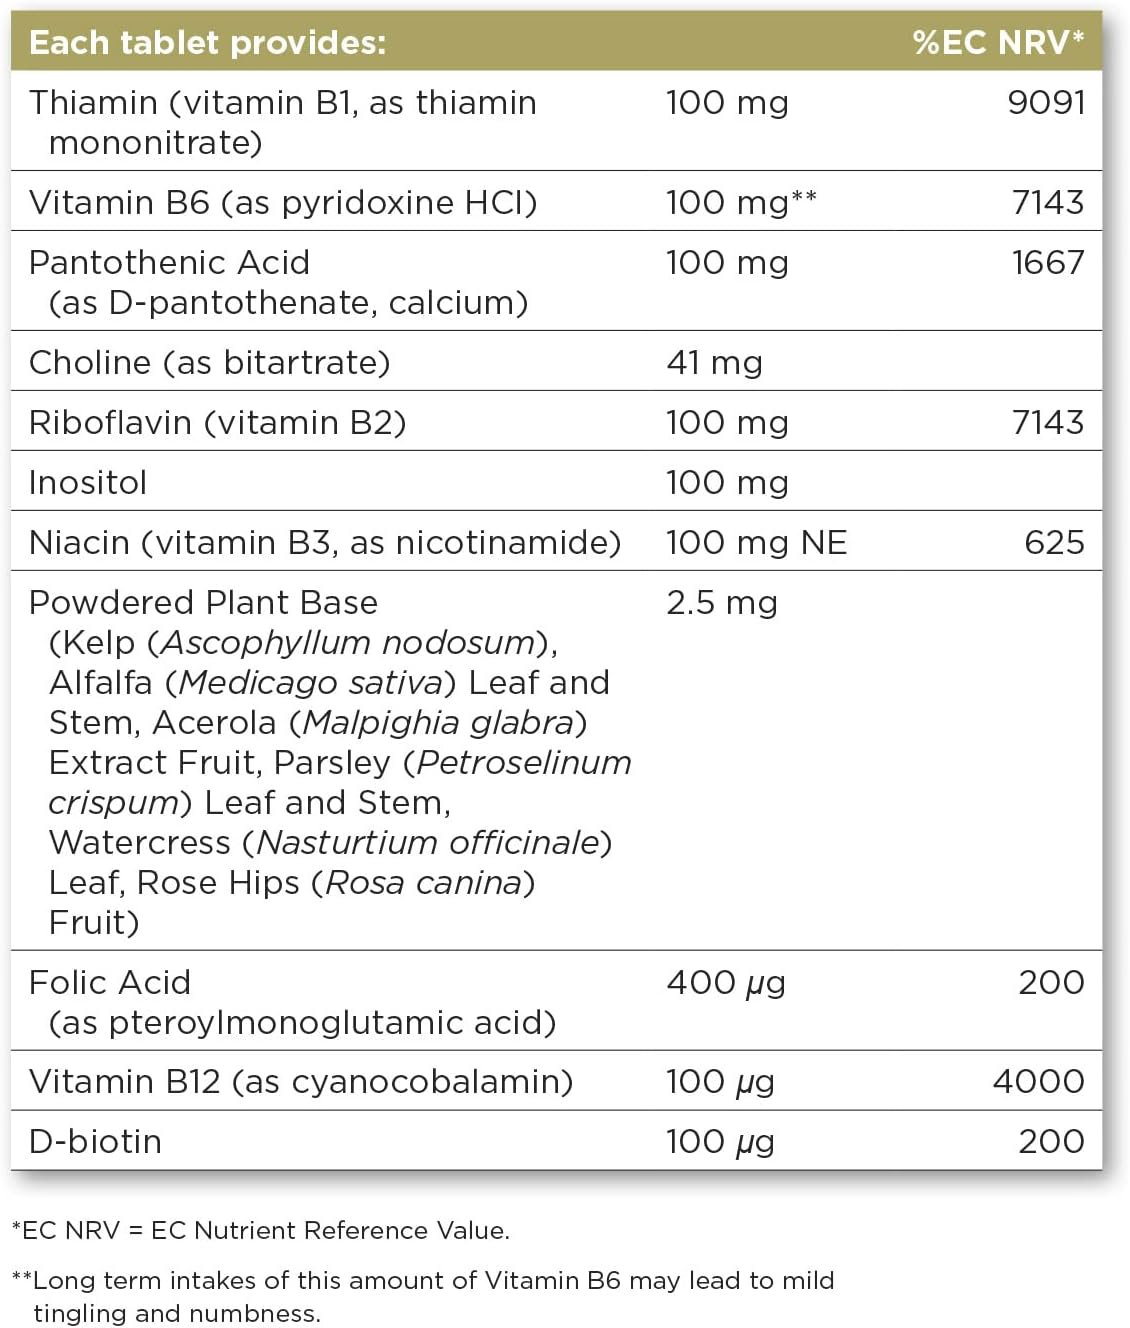 Each tablet provides: %EC NRV*
Thiamin (vitamin B1, as thiamin 100 mg 9091
mononitrate)
Vitamin B6 (as pyridoxine HCl) 100 mg** 7143
Pantothenic Acid 100 mg 1667
(as D-pantothenate, calcium)
Choline (as bitartrate) 41 mg
Riboflavin (vitamin B2) 100 mg 7143
Inositol 100 mg
Niacin (vitamin B3, as nicotinamide) 100 mg NE 625
Powdered Plant Base 2.5 mg
(Kelp (Ascophyllum nodosum),
Alfalfa (Medicago sativa) Leaf and
Stem, Acerola (Malpighia glabra)
Extract Fruit, Parsley (Petroselinum
crispum) Leaf and Stem,
Watercress (Nasturtium officinale)
Leaf, Rose Hips (Rosa canina)
Fruit)
Folic Acid 400 µg 200
(as pteroylmonoglutamic acid)
Vitamin B12 (as cyanocobalamin) 100 µg 4000
D-biotin 100 µg 200
*EC NRV = EC Nutrient Reference Value.
**Long term intakes of this amount of Vitamin B6 may lead to mild
tingling and numbness.